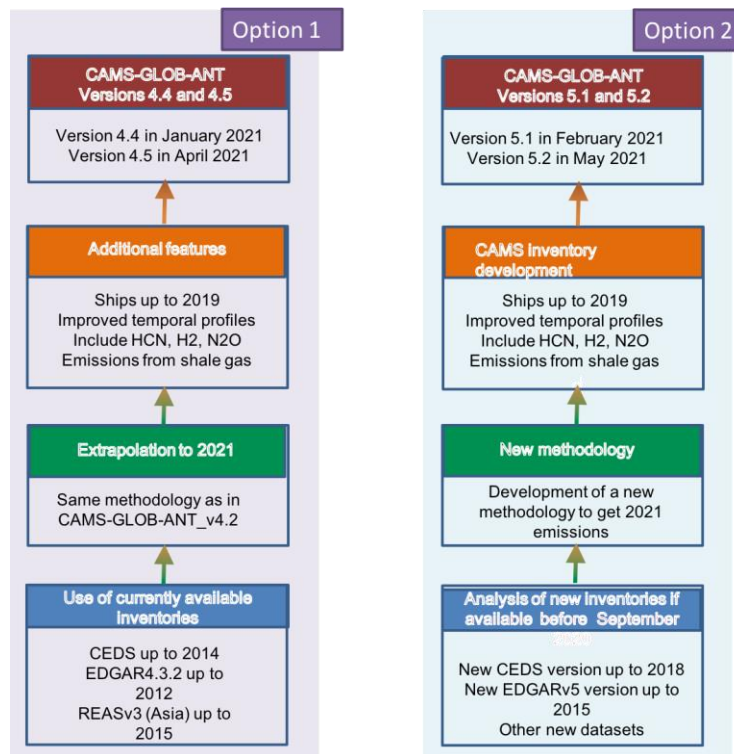 Option 1
CAMS-GLOB-ANT
Versions 4.4 and 4.5
Version 4.4 in January 2021
Version 4.5 in April 2021
Additional features
Ships up to 2019
Improved temporal profiles
Include HCN, H2, N2O
Emissions from shale gas
Extrapolation to 2021
Same methodology as in
CAMS-GLOB-ANT_v4.2
Use of currently available
inventories
CEDS up to 2014
EDGAR4.3.2 up to
2012
REASv3 (Asia) up to
2015
Option 2
CAMS-GLOB-ANT
Versions 5.1 and 5.2
Version 5.1 in February 2021
Version 5.2 in May 2021
CAMS inventory
development
Ships up to 2019
Improved temporal profiles
Include HCN, H2, N2O
Emissions from shale gas
New methodology
Development of a new
methodology to get 2021
emissions
Analysis of new inventories if
available before September
New CEDS version up to 2018
New EDGARv5 version up to
2015
Other new datasets